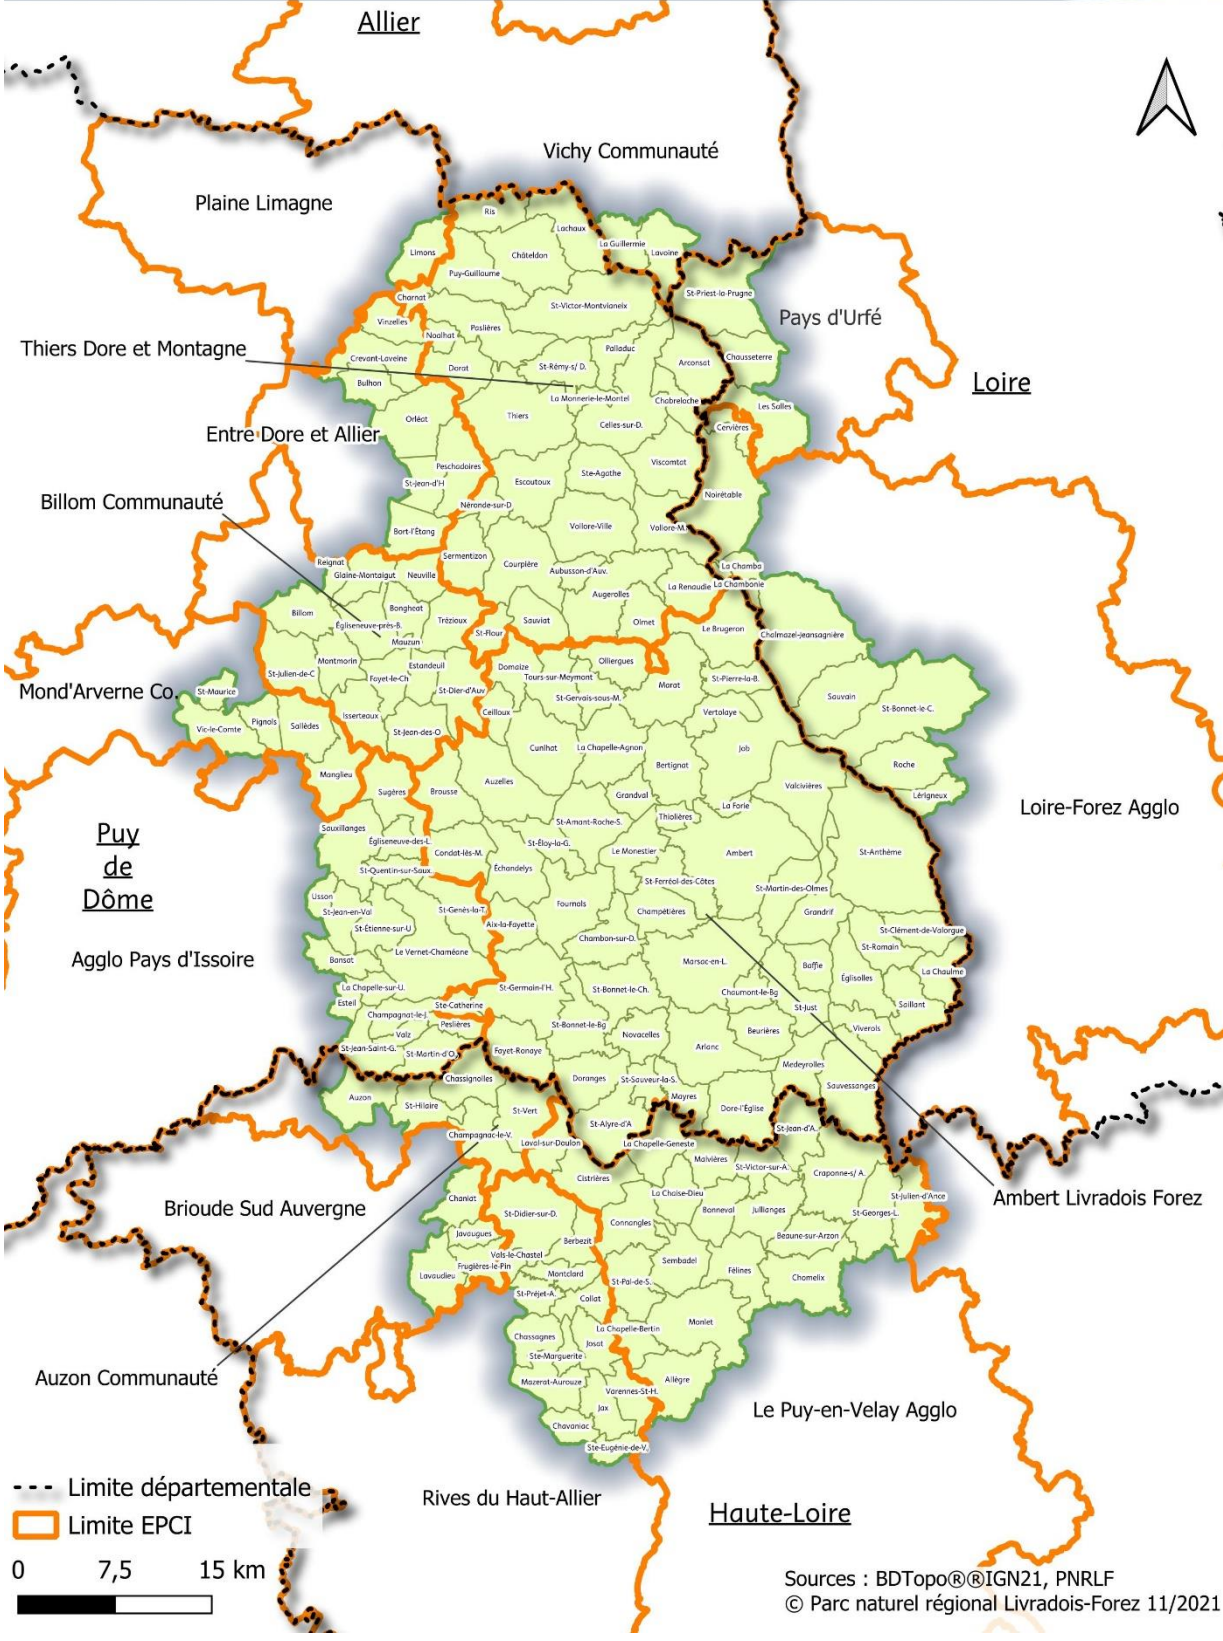 Allier
Vichy Communauté
Plaine Limagne
Ris
Lachaux
La Guillermie
Lavoine
Limons
Châteldon
Puy-Guillaume
St-Priest-la-Prugne
Charnat
St-Victor-Montvianeix
Pays d'Urfé
Vinzelles
Noalhat
Paslières
Thiers Dore et Montagne
Palladuc
Crevant-Laveine
Dorat
St-Rémy-s/ D.
Arconsat
Chausseterre
Bulhon
Loire
La Monnerie-le-Montel
Chabreloche
Les Salles
Orléat
Thiers
Celles-sur-D.
Cervières
Entre Dore et Allier
Peschadoires
Viscomtat
Ste-Agathe
St-Jean-d'H
Escoutoux
Noirétable
Billom Communauté
Néronde-sur-D
Bort-l'Étang
Vollore-Ville
Vollore-M.
Sermentizon
Reignat
Courpière
Aubusson-d'Auv.
La Chamba
Glaine-Montaigut
Neuville
La Renaudie
La Chambonie
Augerolles
Billom
Bongheat
Égliseneuve-près-B.
Trézioux
St-Flour
Sauviat
Olmet
Le Brugeron
Chalmazel-Jeansagnière
Mauzun
Montmorin
Estandeuil
Domaize
Olliergues
St-Julien-de-C
Fayet-le-Ch
Tours-sur-Meymont
Marat
St-Pierre-la-B.
Mond'Arverne Co.
St-Maurice
St-Dier-d'Auv
St-Gervais-sous-M.
Sauvain
St-Bonnet-le-C.
Vic-le-Comte
Pignols
Sallèdes
Isserteaux
Ceilloux
Vertolaye
St-Jean-des-O
Cunlhat
La Chapelle-Agnon
Job
Bertignat
Roche
Manglieu
Auzelles
Valcivières
Sugères
Brousse
Grandval
Lérigneux
La Forie
Loire-Forez Agglo
Thiolières
St-Amant-Roche-S.
Sauxillanges
Puy
de
Dôme
Égliseneuve-des-L.
St-Éloy-la-G.
Condat-lès-M.
Le Monestier
Ambert
St-Anthème
St-Quentin-sur-Saux.
Échandelys
St-Ferréol-des-Côtes
St-Martin-des-Olmes
Usson
Fournols
St-Jean-en-Val
St-Genès-la-T.
Champétières
Grandrif
St-Étienne-sur-U
Aix-la-Fayette
St-Clément-de-Valorgue
Chambon-sur-D.
St-Romain
Agglo Pays d'Issoire
Bansat
Le Vernet-Chaméane
Marsac-en-L.
Baffie
Églisolles
La Chaulme
La Chapelle-sur-U.
St-Germain-l'H.
St-Bonnet-le-Ch.
Chaumont-le-Bg
Esteil
Ste-Catherine
St-Just
Saillant
Champagnat-le-J.
Peslières
St-Bonnet-le-Bg
Novacelles
Beurières
Viverols
Valz
St-Jean-Saint-G.
St-Martin-d'O.
Fayet-Ronaye
Arlanc
Medeyrolles
Chassignolles
Doranges
St-Sauveur-la-S.
Sauvessanges
Auzon
St-Hilaire
St-Vert
Mayres
Dore-l'Église
St-Alyre-d'A
St-Jean-d'A.
Champagnac-le-V.
Laval-sur-Doulon
La Chapelle-Geneste
Malvières
St-Victor-sur-A.
Cistrières
Craponne-s/ A.
Chaniat
La Chaise-Dieu
St-Julien-d'Ance
Ambert Livradois Forez
Brioude Sud Auvergne
St-Didier-sur-D.
Bonneval
Jullianges
St-Georges-L.
Connangles
Javaugues
Berbezit
Beaune-sur-Arzon
Vals-le-Chastel
Sembadel
Frugières-le-Pin
Félines
Lavaudieu
Montclard
St-Pal-de-S.
Chomelix
St-Préjet-A.
Collat
Chassagnes
La Chapelle-Bertin
Monlet
Josat
Ste-Marguerite
Auzon Communauté
Mazerat-Aurouze
Varennes-St-H.
Allègre
Jax
Le Puy-en-Velay Agglo
Chavaniac
Ste-Eugénie-de-V.
Limite départementale
Rives du Haut-Allier
Haute-Loire
Limite EPCI
0 7,5 15 km
Sources : BDTopo®®IGN21, PNRLF
© Parc naturel régional Livradois-Forez 11/2021